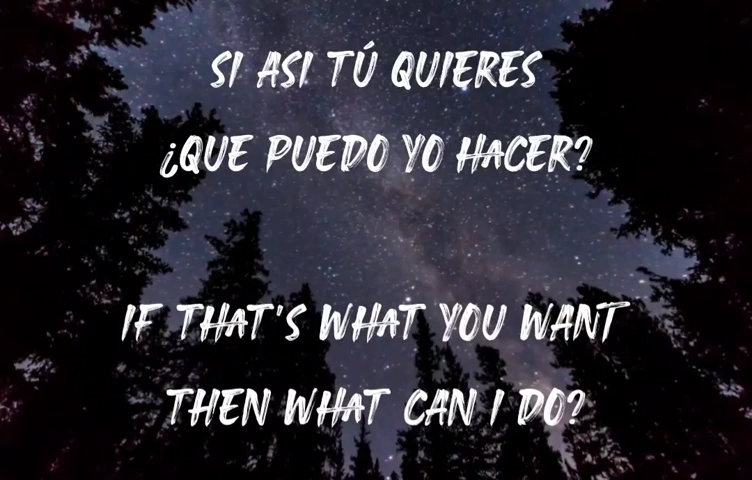 SI ASI TÚ QUIERES
¿QUE PUEDO YO HACER?
IF THAT'S WHAT YOU WANT
THEN WHAT CAN I DO?